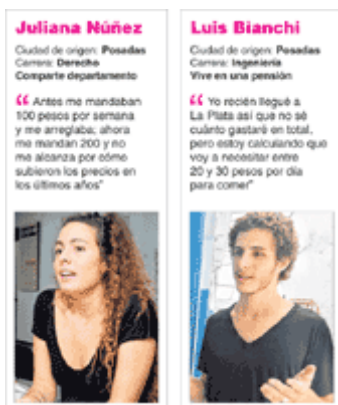 Juliana Núñez
Ciudad de origen: Posadas
Carrera: Derecho
Comparte departamento
“ Antes me mandaban
100 pesos por semana
y me arreglaba; ahora
me mandan 200 y no
me alcanza por cómo
subieron los precios en
los últimos años"
Luis Bianchi
Ciudad de origen: Posadas
Carrera: Ingeniería
Vive en una pensión
“ Yo recién llegué a
La Plata así que no sé
cuánto gastaré en total,
pero estoy calculando que
voy a necesitar entre
20 y 30 pesos por día
para comer"